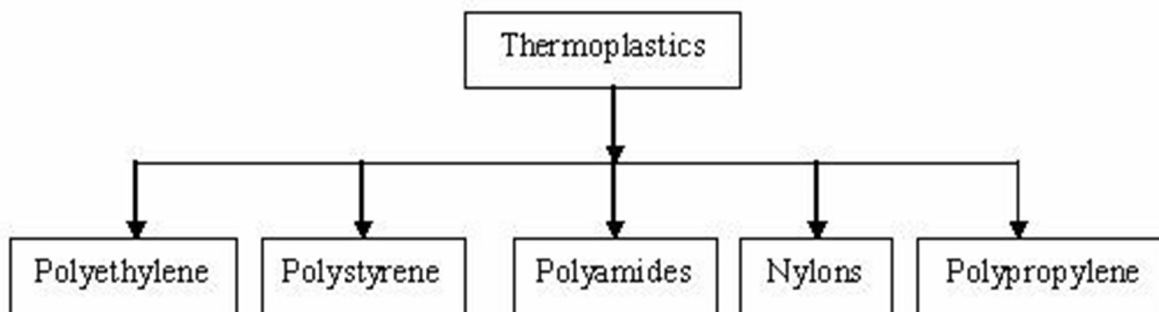 Thermoplastics
Polyethylene
Polystyrene
Polyamides
Nylons
Polypropylene